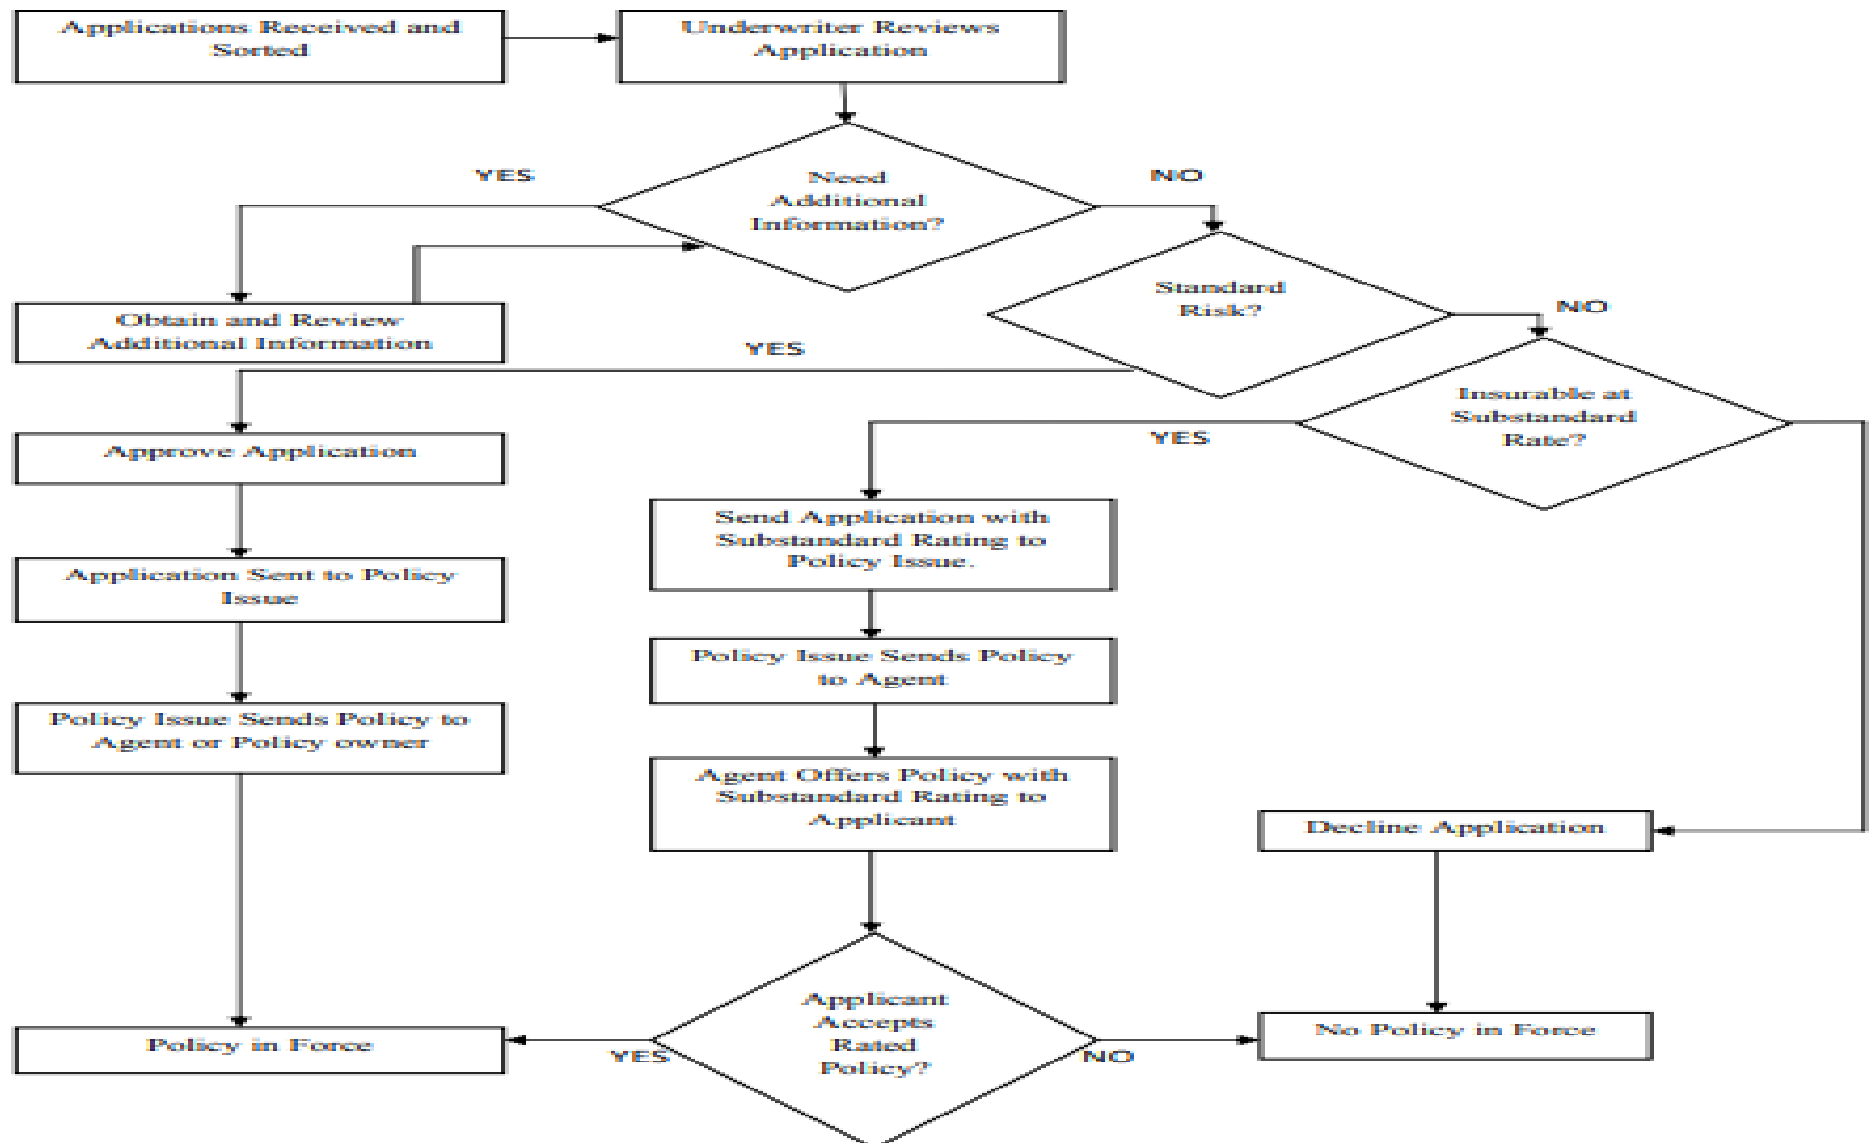 Applications Received and
Sorted
Underwriter Reviews
Application
YES
Need
Additional
Information?
NO
Standard
Risk?
NO
Obtain and Review
Additional Information
YES
Insurable at
Substandard
Rate?
YES
Approve Application
Send Application with
Substandard Rating to
Policy Issue.
Application Sent to Policy
Issue
Policy Issue Sends Policy
to Agent
Policy Issue Sends Policy to
Agent or Policy owner
Agent Offers Policy with
Substandard Rating to
Applicant
Decline Application
Applicant
Accepts
Rated
Policy?
Policy in Force
YES
NO
No Policy in Force